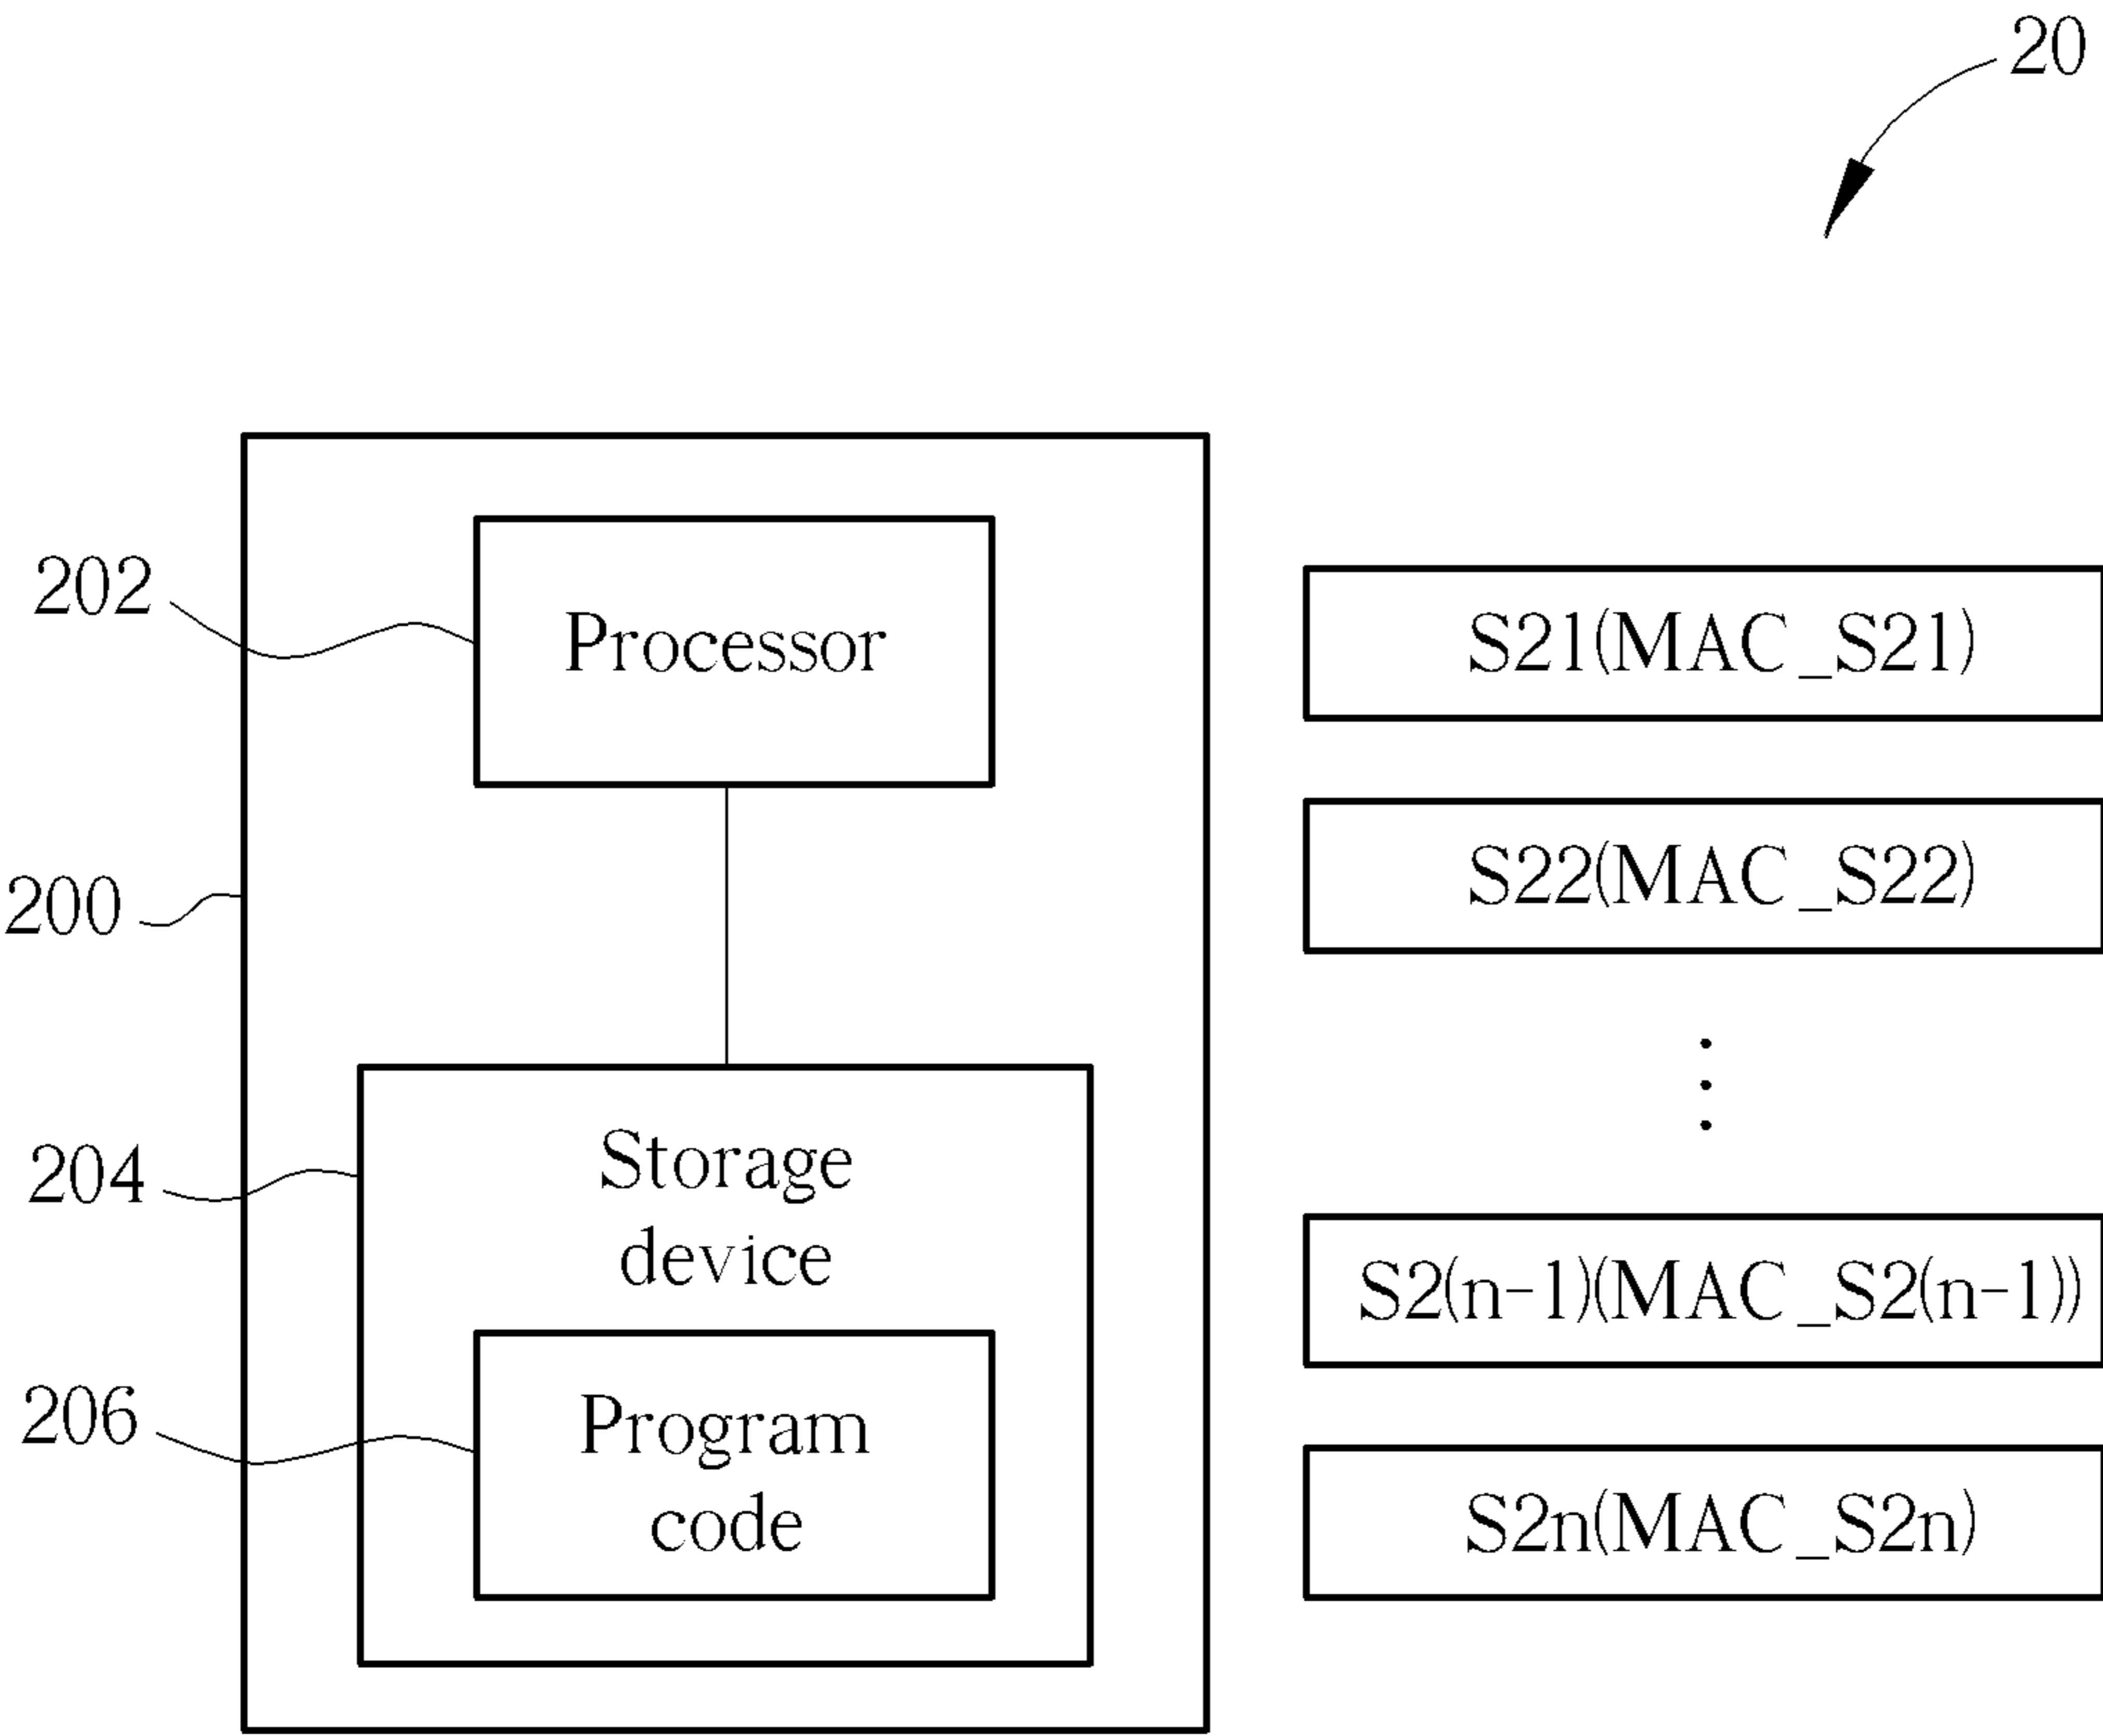 20
202
Processor
S21(MAC_S21)
200
S22(MAC_S22)
204
Storage
device
S2(n-1)(MAC_S2(n-1))
206
Program
code
S2n(MAC_S2n)